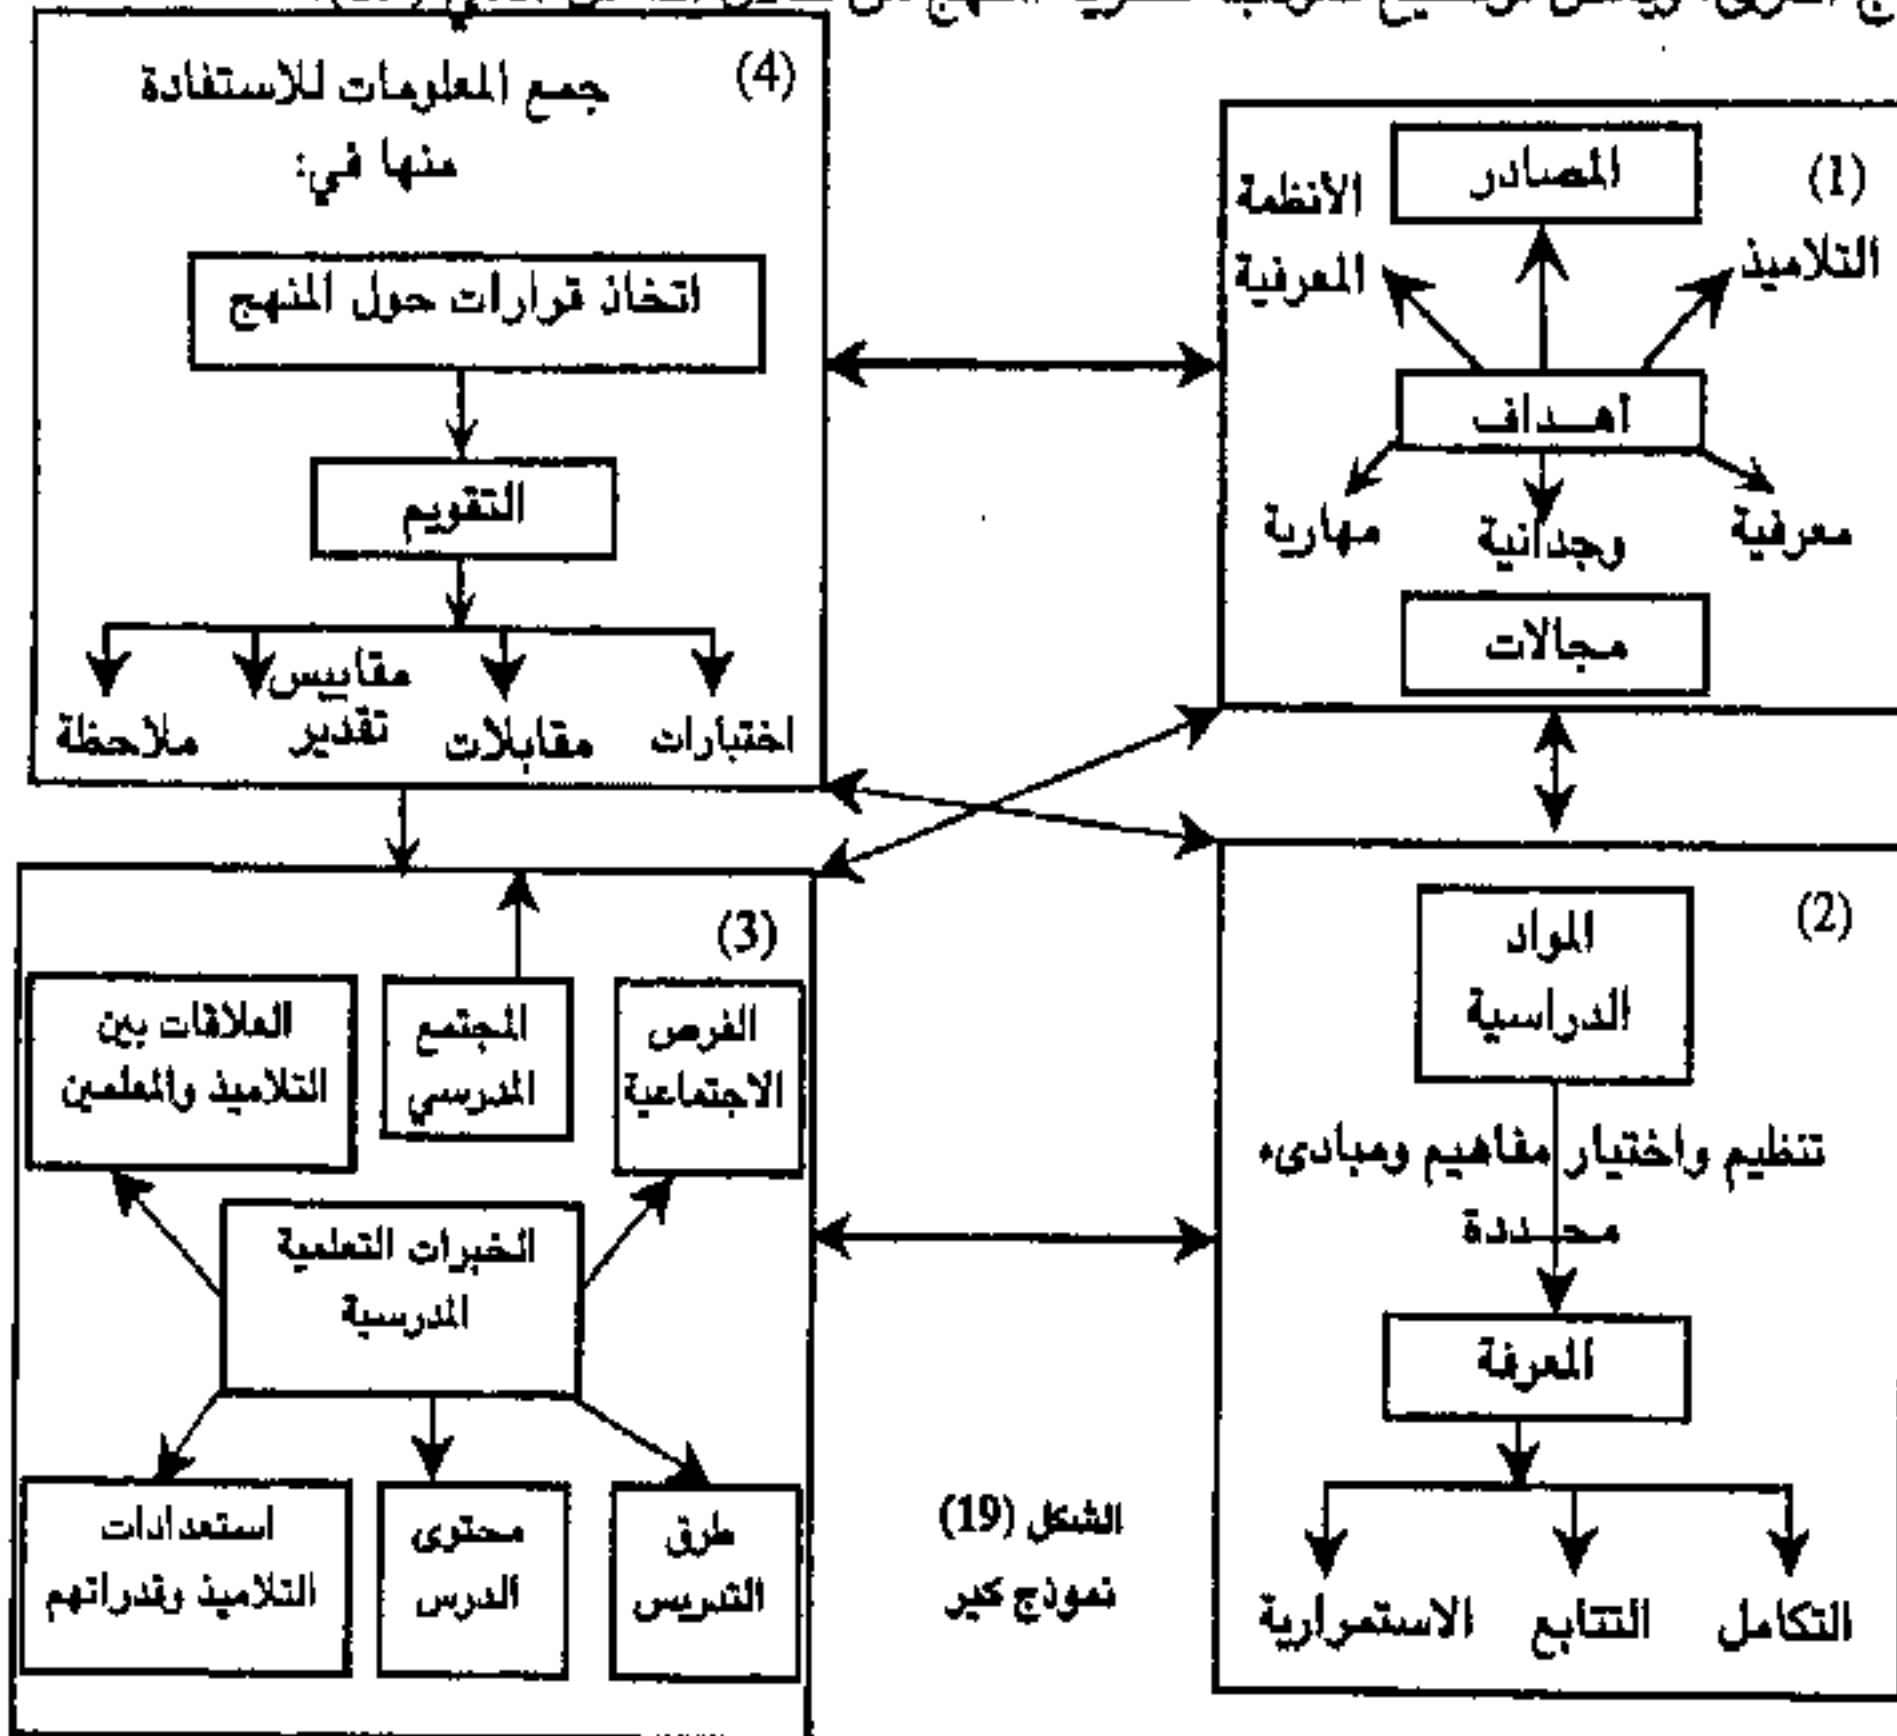 (1)
المصادر
الأنظمة
المعرفية
التلاميذ
أهــداف
معرفية
وجدانية
مهارية
مجالات
(2)
المواد
الدراسية
تنظيم واختيار مفاهيم ومبادىء
محــددة
المعرفة
التكامل
التتابع
الاستمرارية
(3)
الفرص
الاجتماعية
المجتمع
المدرسي
العلاقات بين
التلاميذ والمعلمين
الخبرات التعلمية
المدرسية
طرق
التدريس
محتوى
الدرس
استعدادات
التلاميذ وقدراتهم
(4)
جمع المعلومات للاستفادة
منها في:
اتخاذ قرارات حول المنهج
التقويم
اختبارات
مقابلات
مقاييس
تقدير
ملاحظة
الشكل (19)
نموذج كير